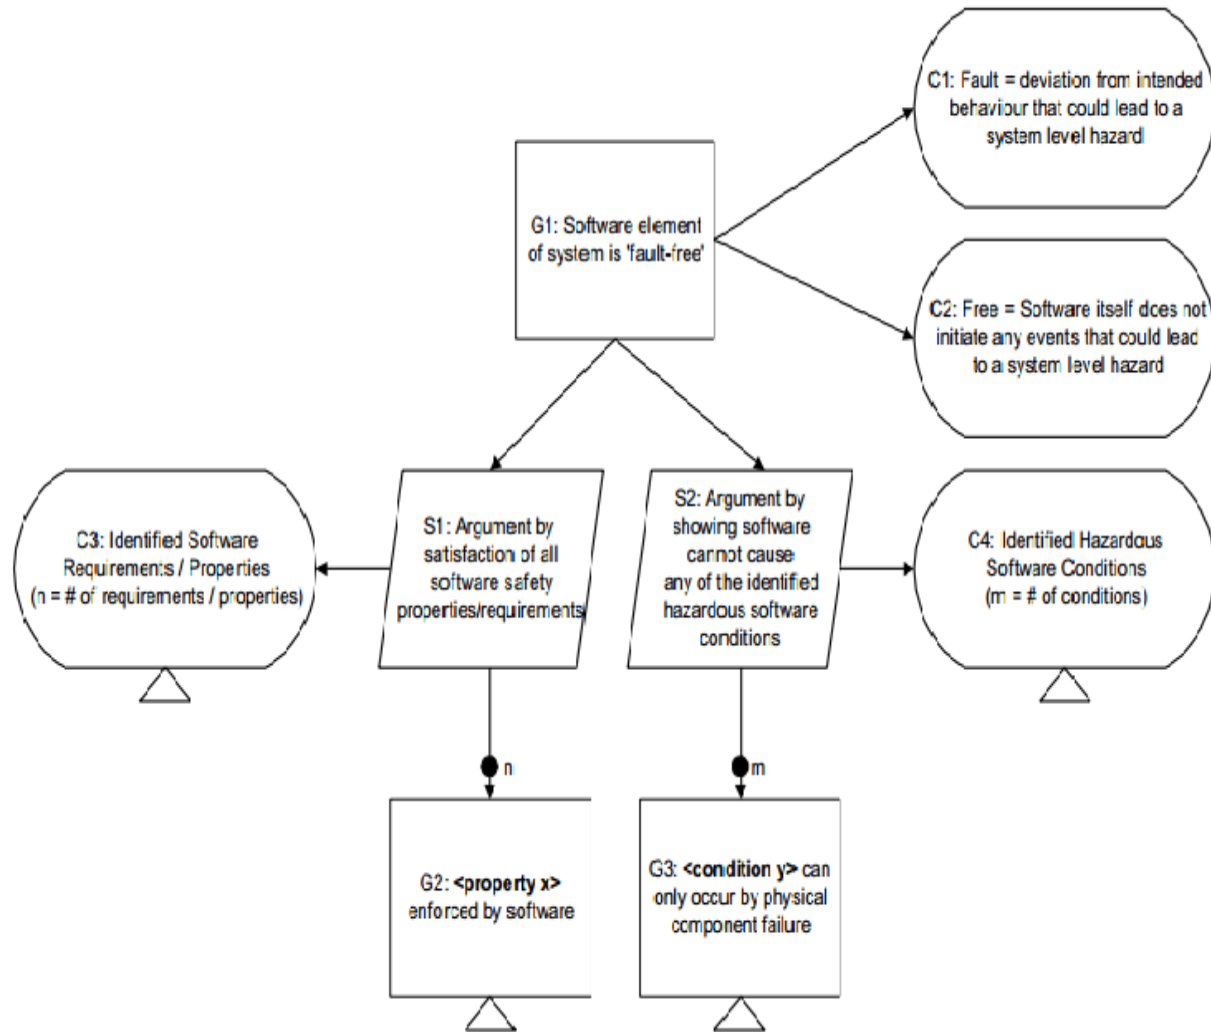 C1: Fault = deviation from intended
behaviour that could lead to a
system level hazard
G1: Software element
of system is 'fault-free'
C2: Free = Software itself does not
initiate any events that could lead
to a system level hazard
C3: Identified Software
Requirements / Properties
(n = # of requirements / properties)
S1: Argument by
satisfaction of all
software safety
properties/requirements
S2: Argument by
showing software
cannot cause
any of the identified
hazardous software
conditions
C4: Identified Hazardous
Software Conditions
(m = # of conditions)
n
m
G2: <property x>
enforced by software
G3: <condition y> can
only occur by physical
component failure